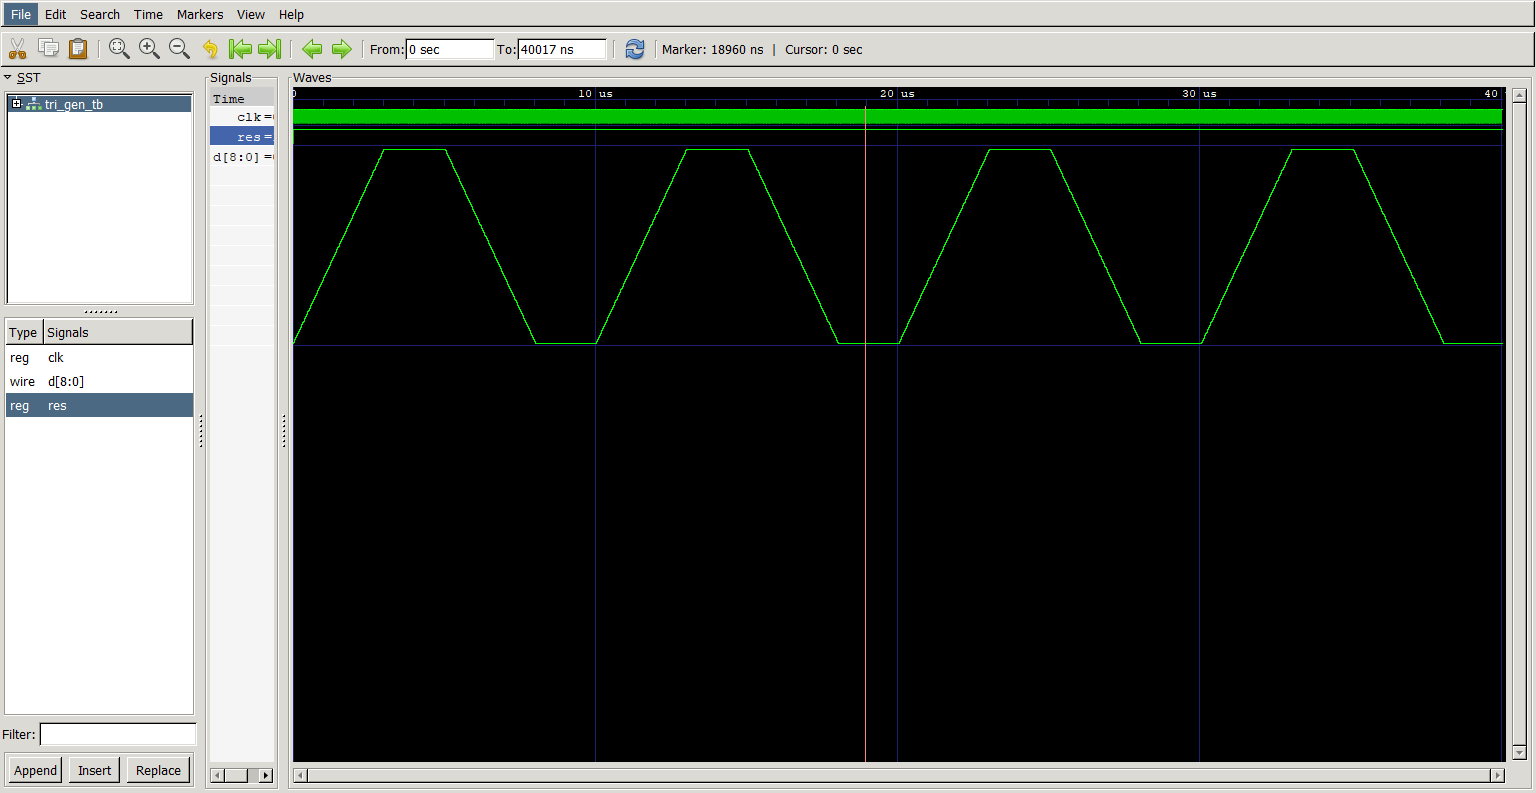 File Edit Search Time Markers View Help
From: 0 sec To: 40017 ns Marker: 18960 ns | Cursor: 0 sec
SST
tri_gen_tb
Type Signals
reg clk
wire d[8:0]
reg res
Filter:
Append Insert Replace
Signals
Time
clk =
res =
d[8:0] =
Waves
0 10 us 20 us 30 us 40